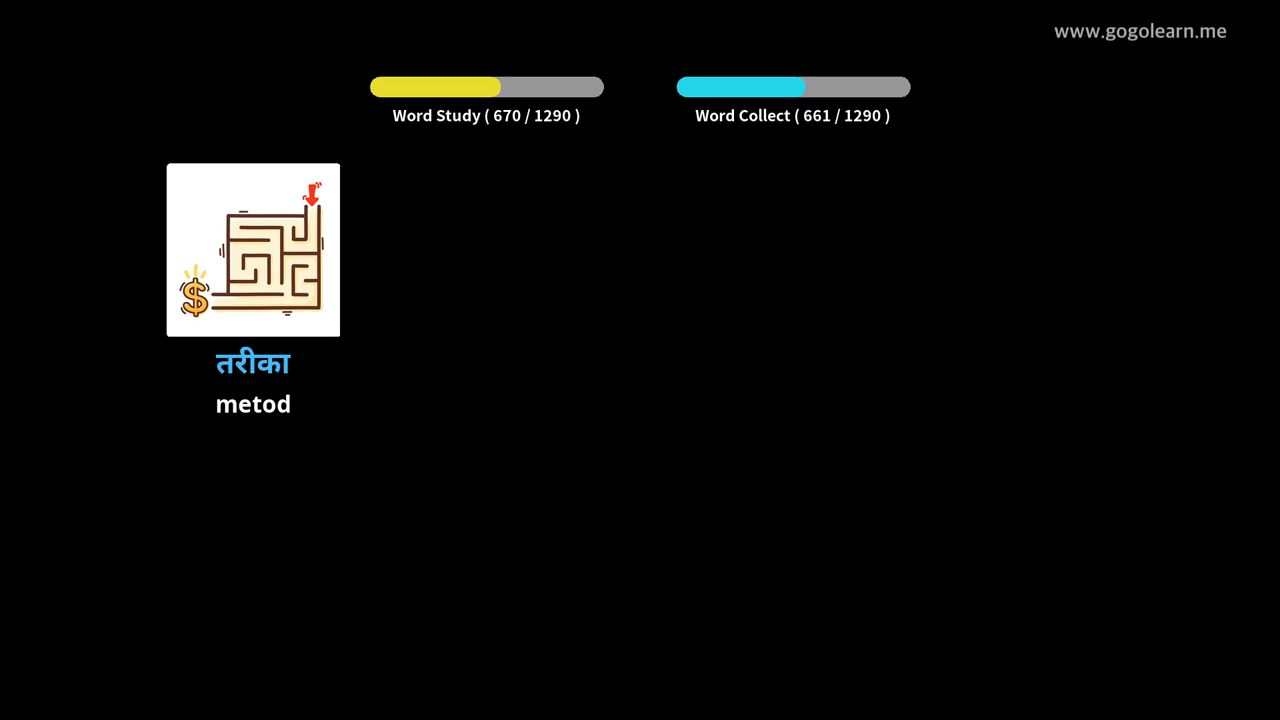 www.gogolearn.me
Word Study ( 670 / 1290 )
Word Collect ( 661 / 1290 )
$
तरीका
metod